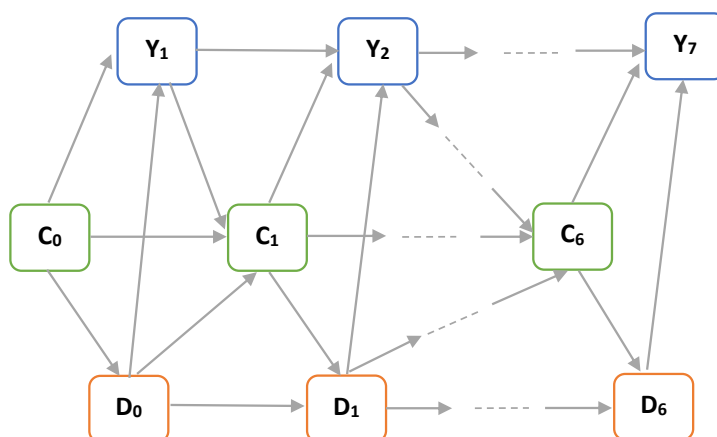 Y₁ Y₂ Y₇
C₀ C₁ C₆
D₀ D₁ D₆